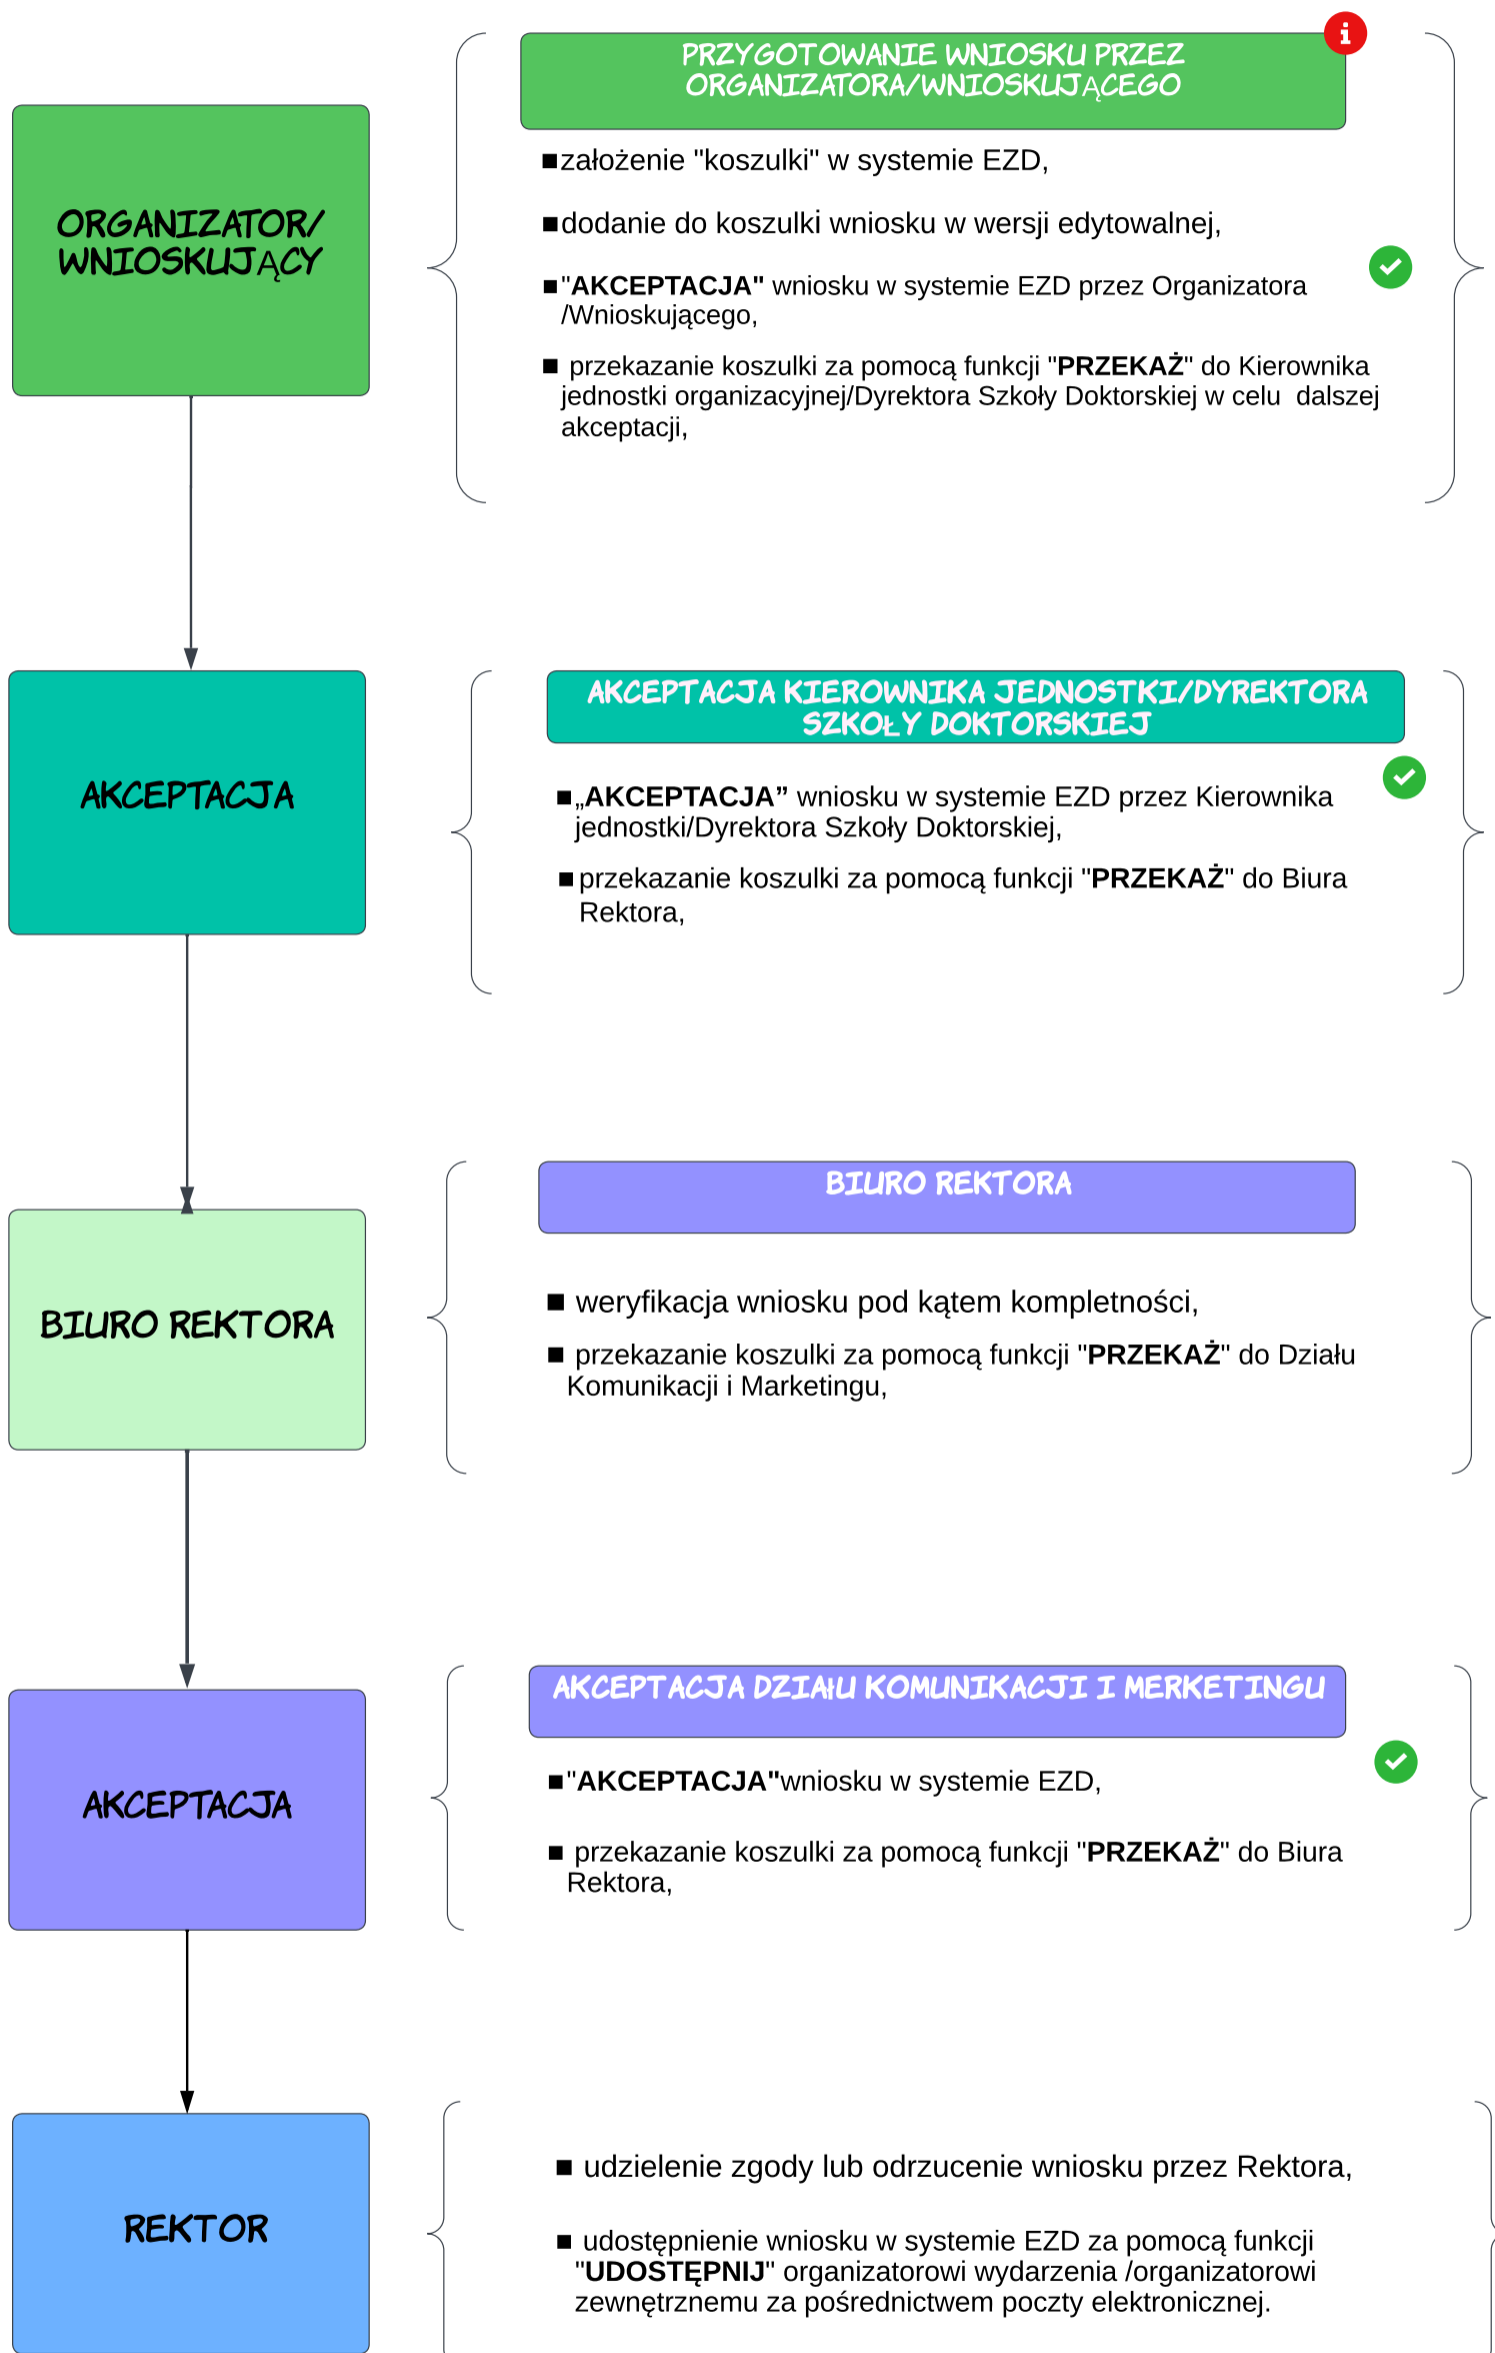 PRZYGOTOWANIE WNIOSKU PRZEZ
ORGANIZATORA/WNIOSKUJĄCEGO
ORGANIZATOR/
WNIOSKUJĄCY
■założenie "koszulki" w systemie EZD,
■dodanie do koszulki wniosku w wersji edytowalnej,
■"AKCEPTACJA" wniosku w systemie EZD przez Organizatora
/Wnioskującego,
■ przekazanie koszulki za pomocą funkcji "PRZEKAŻ" do Kierownika
jednostki organizacyjnej/Dyrektora Szkoły Doktorskiej w celu dalszej
akceptacji,
AKCEPTACJA KIEROWNIKA JEDNOSTKI/DYREKTORA
SZKOŁY DOKTORSKIEJ
AKCEPTACJA
■„AKCEPTACJA” wniosku w systemie EZD przez Kierownika
jednostki/Dyrektora Szkoły Doktorskiej,
■przekazanie koszulki za pomocą funkcji "PRZEKAŻ" do Biura
Rektora,
BIURO REKTORA
BIURO REKTORA
■ weryfikacja wniosku pod kątem kompletności,
■ przekazanie koszulki za pomocą funkcji "PRZEKAŻ" do Działu
Komunikacji i Marketingu,
AKCEPTACJA DZIAŁU KOMUNIKACJI I MERKETINGU
AKCEPTACJA
■"AKCEPTACJA"wniosku w systemie EZD,
■ przekazanie koszulki za pomocą funkcji "PRZEKAŻ" do Biura
Rektora,
REKTOR
■ udzielenie zgody lub odrzucenie wniosku przez Rektora,
■ udostępnienie wniosku w systemie EZD za pomocą funkcji
"UDOSTĘPNIJ" organizatorowi wydarzenia /organizatorowi
zewnętrznemu za pośrednictwem poczty elektronicznej.